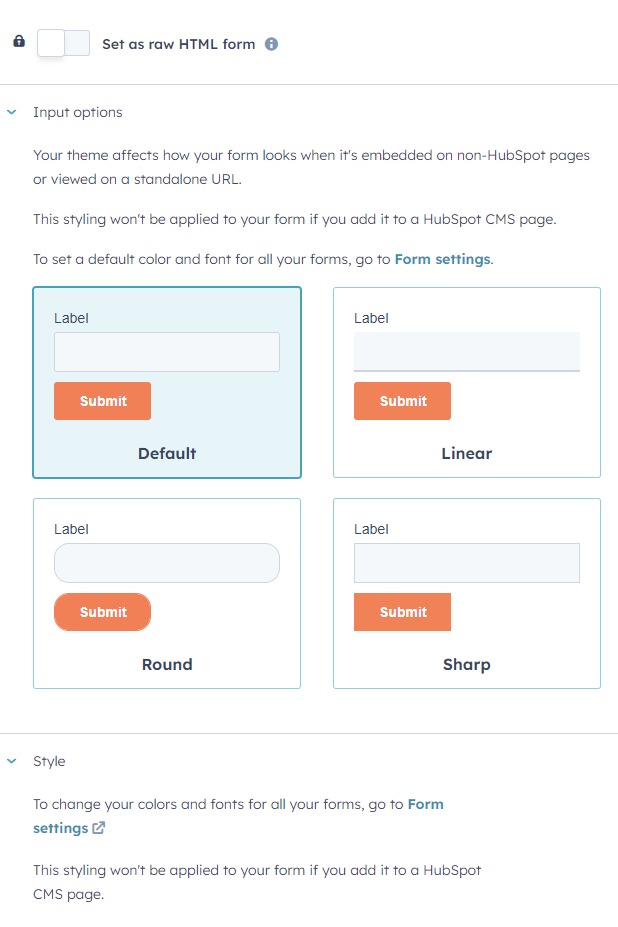 Set as raw HTML form
Input options
Your theme affects how your form looks when it's embedded on non-HubSpot pages
or viewed on a standalone URL.
This styling won't be applied to your form if you add it to a HubSpot CMS page.
To set a default color and font for all your forms, go to Form settings.
Label
Submit
Default
Label
Submit
Linear
Label
Submit
Round
Label
Submit
Sharp
Style
To change your colors and fonts for all your forms, go to Form
settings
This styling won't be applied to your form if you add it to a HubSpot
CMS page.